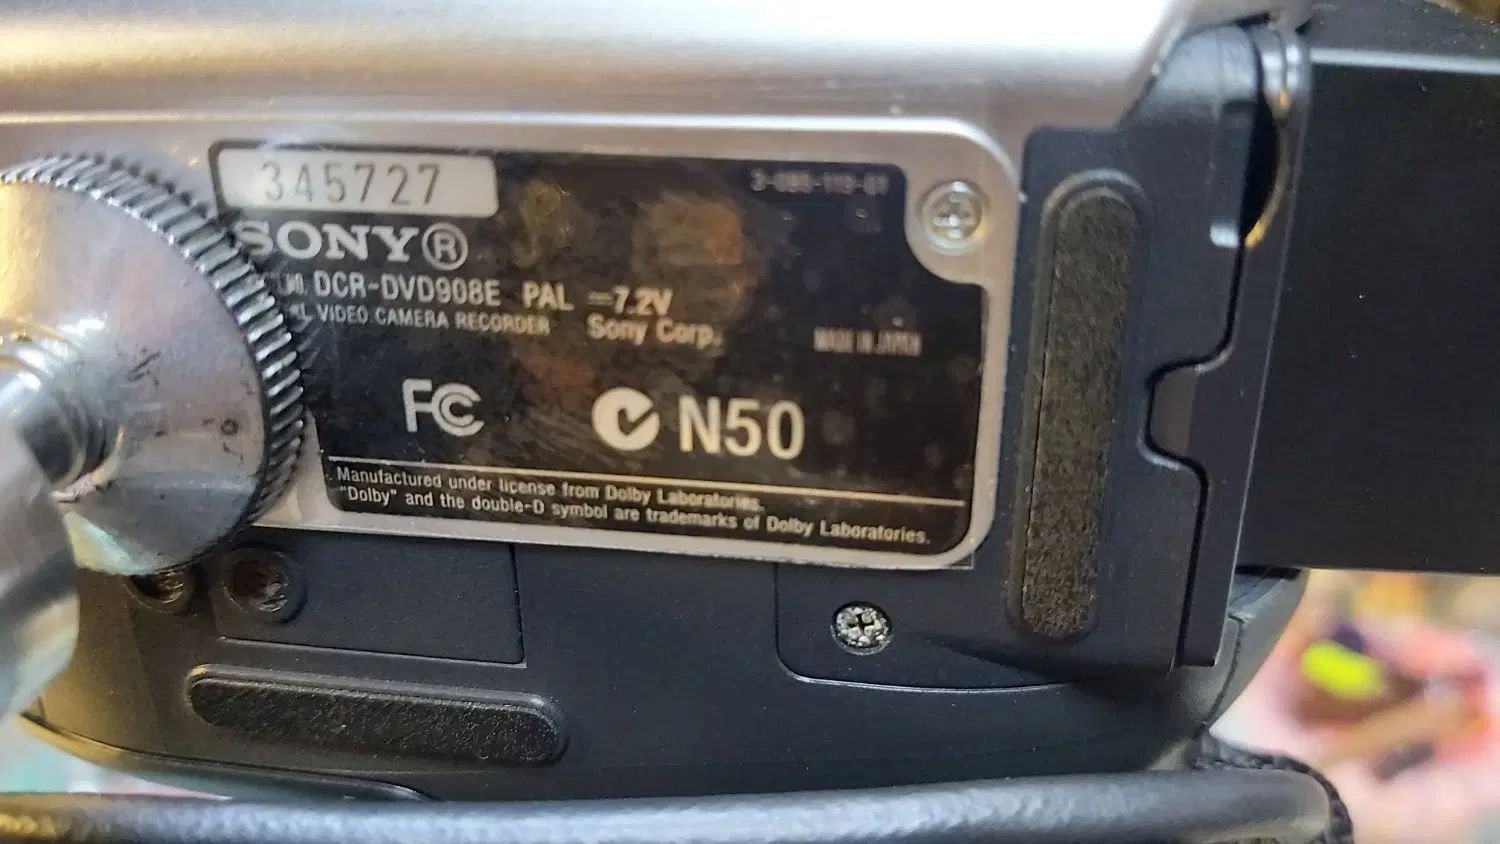 345727
SONY®
DCR-DVD908E PAL ⎓7.2V
VIDEO CAMERA RECORDER Sony Corp.
MADE IN JAPAN
FC
N50
Manufactured under license from Dolby Laboratories.
"Dolby" and the double-D symbol are trademarks of Dolby Laboratories.